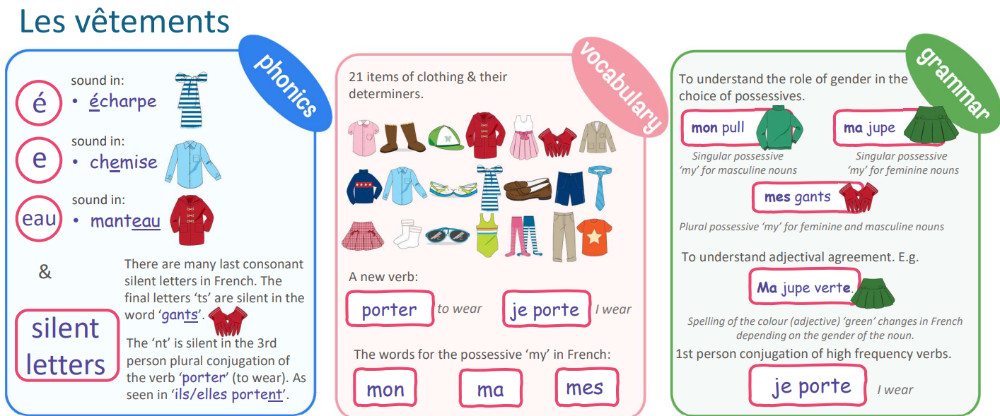 Les vêtements
phonics
é
sound in:
• écharpe
e
sound in:
• chemise
eau
sound in:
• manteau
&
silent
letters
There are many last consonant
silent letters in French. The
final letters 'ts' are silent in the
word 'gants'.
The 'nt' is silent in the 3rd
person plural conjugation of
the verb 'porter' (to wear). As
seen in 'ils/elles portent'.
vocabulary
21 items of clothing & their
determiners.
A new verb:
porter to wear
je porte I wear
The words for the possessive 'my' in French:
mon
ma
mes
grammar
To understand the role of gender in the
choice of possessives.
mon pull
Singular possessive
'my' for masculine nouns
ma jupe
Singular possessive
'my' for feminine nouns
mes gants
Plural possessive 'my' for feminine and masculine nouns
To understand adjectival agreement. E.g.
Ma jupe verte.
Spelling of the colour (adjective) 'green' changes in French
depending on the gender of the noun.
1st person conjugation of high frequency verbs.
je porte I wear